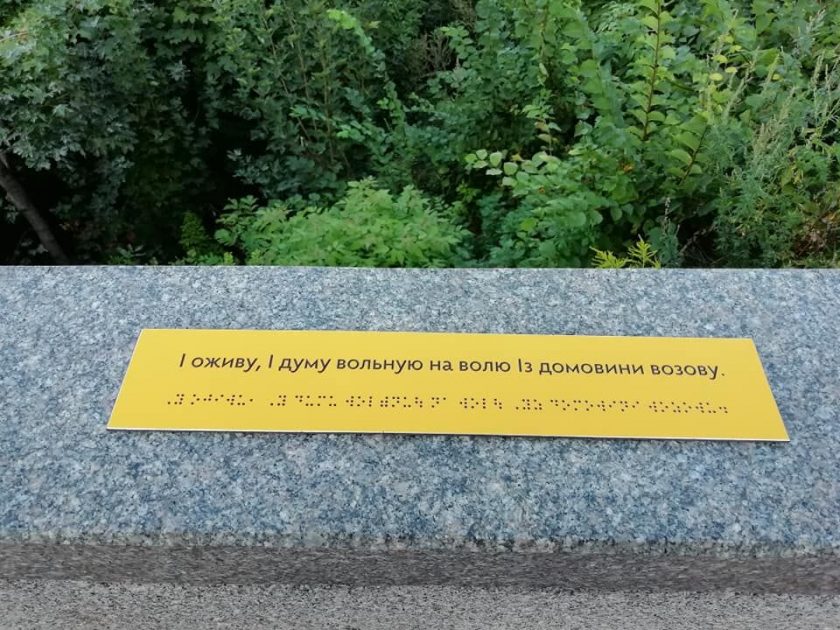 І оживу, І думу вольную на волю Із домовини возову.